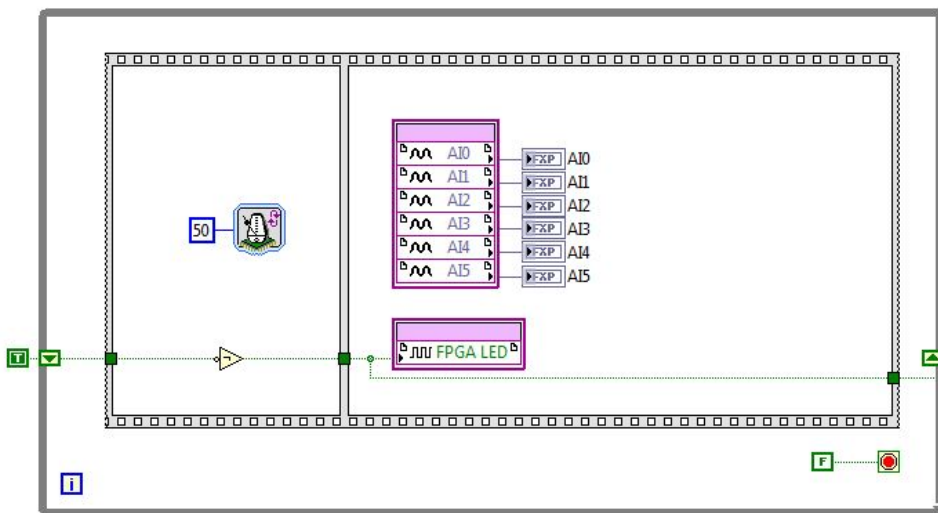 AI0 FXP AI0
AI1 FXP AI1
AI2 FXP AI2
50 AI3 FXP AI3
AI4 FXP AI4
AI5 FXP AI5
T FPGA LED
F
i